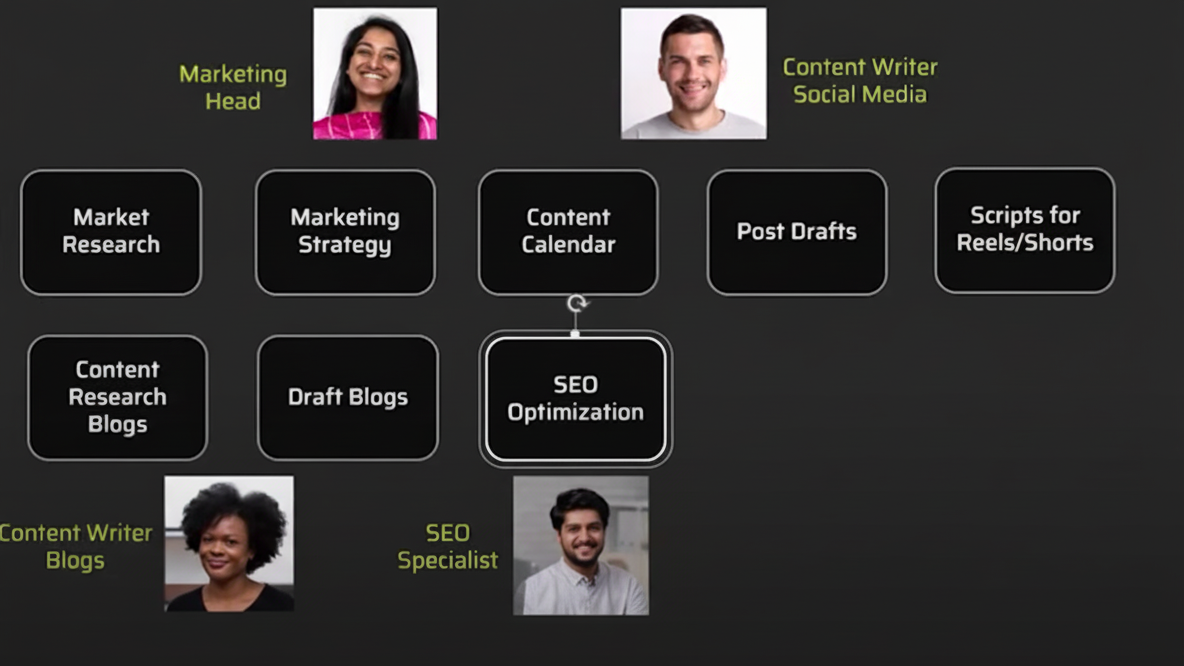 Marketing
Head
Content Writer
Social Media
Market
Research
Marketing
Strategy
Content
Calendar
Post Drafts
Scripts for
Reels/Shorts
Content
Research
Blogs
Draft Blogs
SEO
Optimization
Content Writer
Blogs
SEO
Specialist